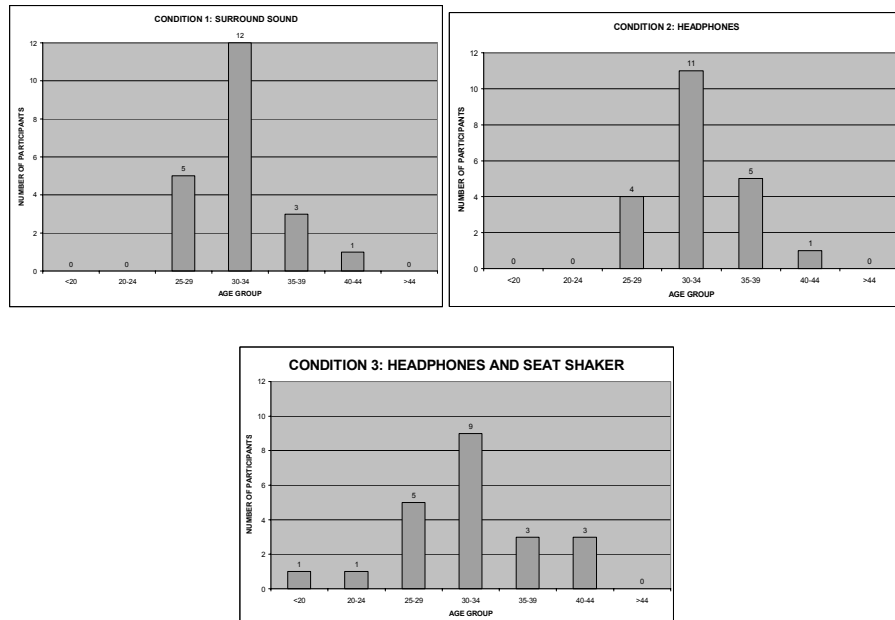 CONDITION 1: SURROUND SOUND
NUMBER OF PARTICIPANTS
12
10
8
6
4
2
0
0 0 5 12 3 1 0
<20 20-24 25-29 30-34 35-39 40-44 >44
AGE GROUP
CONDITION 2: HEADPHONES
NUMBER OF PARTICIPANTS
12
10
8
6
4
2
0
0 0 4 11 5 1 0
<20 20-24 25-29 30-34 35-39 40-44 >44
AGE GROUP
CONDITION 3: HEADPHONES AND SEAT SHAKER
NUMBER OF PARTICIPANTS
12
10
8
6
4
2
0
1 1 5 9 3 3 0
<20 20-24 25-29 30-34 35-39 40-44 >44
AGE GROUP